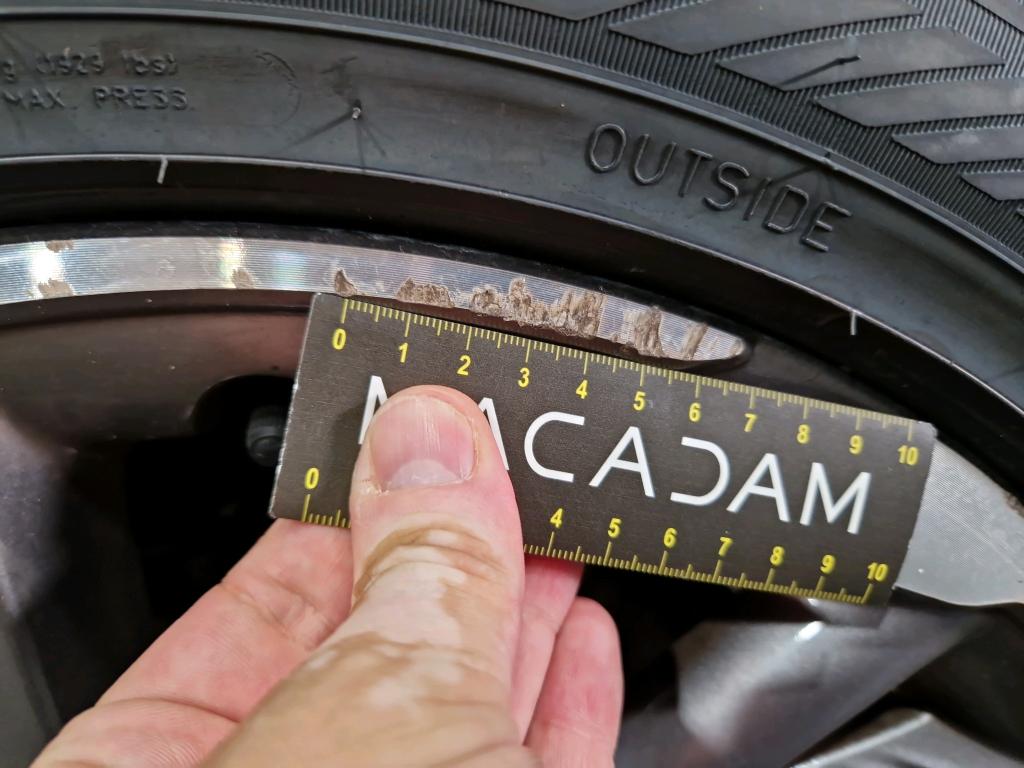 MAX. PRESS.
OUTSIDE
0 1 2 3 4 5 6 7 8 9 10
MACADAM
0 4 5 6 7 8 9 10